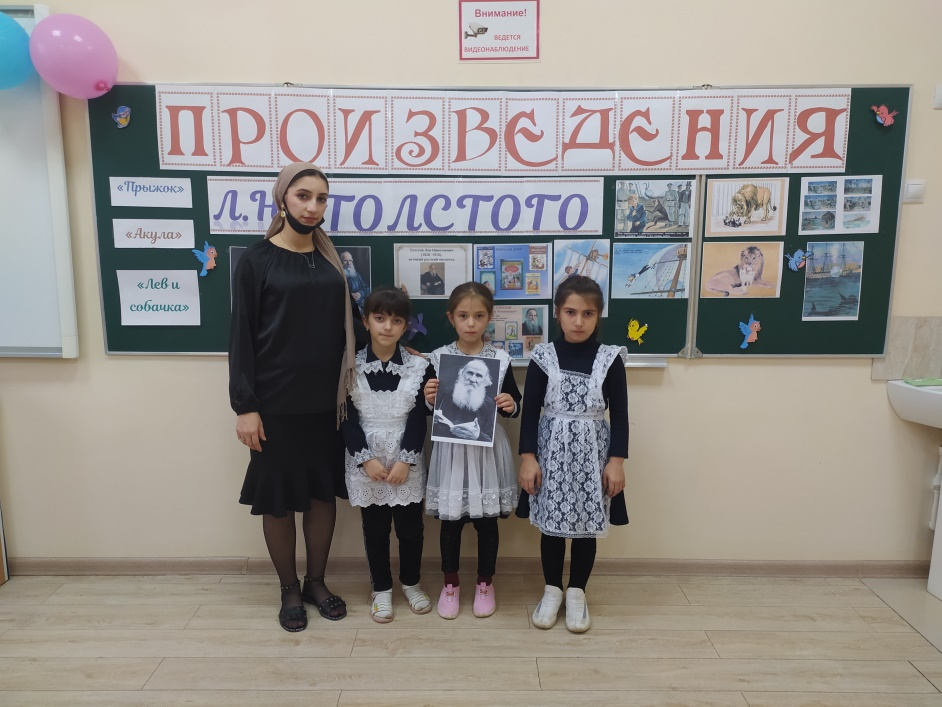 Внимание!
ВЕДЕТСЯ
ВИДЕОНАБЛЮДЕНИЕ
ПРОИЗВЕДЕНИЯ
Л.Н. ТОЛСТОГО
«Прыжок»
«Акула»
«Лев и
собачка»